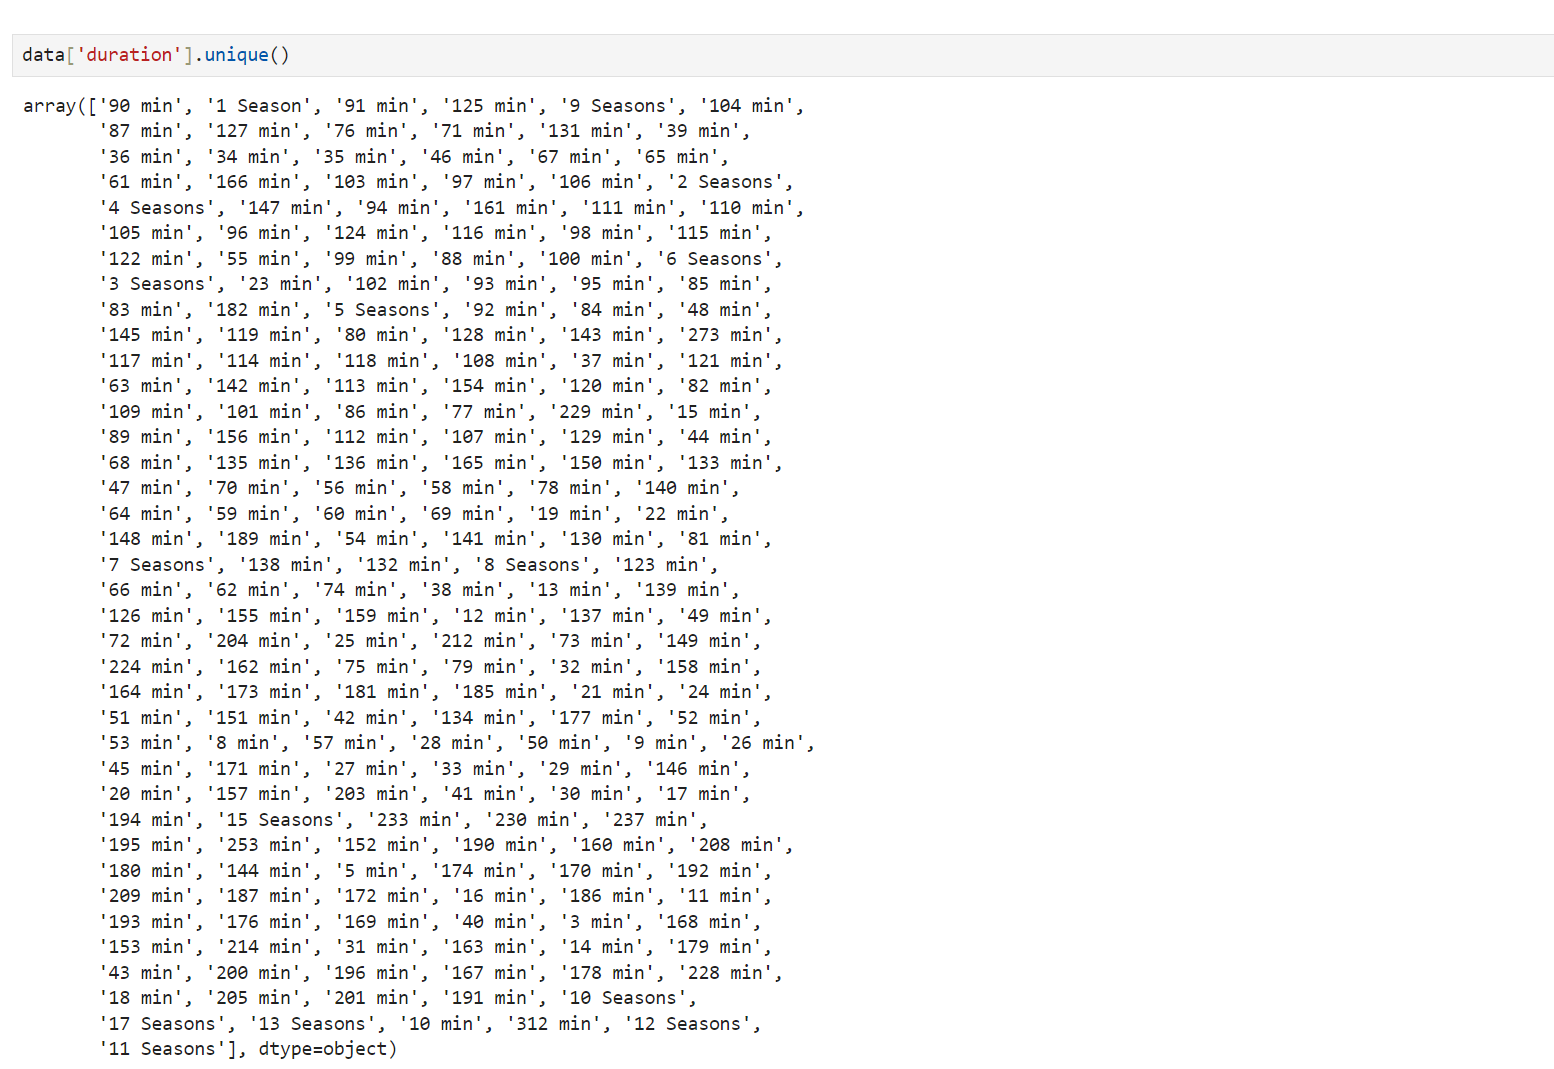 data['duration'].unique()
array(['90 min', '1 Season', '91 min', '125 min', '9 Seasons', '104 min',
'87 min', '127 min', '76 min', '71 min', '131 min', '39 min',
'36 min', '34 min', '35 min', '46 min', '67 min', '65 min',
'61 min', '166 min', '103 min', '97 min', '106 min', '2 Seasons',
'4 Seasons', '147 min', '94 min', '161 min', '111 min', '110 min',
'105 min', '96 min', '124 min', '116 min', '98 min', '115 min',
'122 min', '55 min', '99 min', '88 min', '100 min', '6 Seasons',
'3 Seasons', '23 min', '102 min', '93 min', '95 min', '85 min',
'83 min', '182 min', '5 Seasons', '92 min', '84 min', '48 min',
'145 min', '119 min', '80 min', '128 min', '143 min', '273 min',
'117 min', '114 min', '118 min', '108 min', '37 min', '121 min',
'63 min', '142 min', '113 min', '154 min', '120 min', '82 min',
'109 min', '101 min', '86 min', '77 min', '229 min', '15 min',
'89 min', '156 min', '112 min', '107 min', '129 min', '44 min',
'68 min', '135 min', '136 min', '165 min', '150 min', '133 min',
'47 min', '70 min', '56 min', '58 min', '78 min', '140 min',
'64 min', '59 min', '60 min', '69 min', '19 min', '22 min',
'148 min', '189 min', '54 min', '141 min', '130 min', '81 min',
'7 Seasons', '138 min', '132 min', '8 Seasons', '123 min',
'66 min', '62 min', '74 min', '38 min', '13 min', '139 min',
'126 min', '155 min', '159 min', '12 min', '137 min', '49 min',
'72 min', '204 min', '25 min', '212 min', '73 min', '149 min',
'224 min', '162 min', '75 min', '79 min', '32 min', '158 min',
'164 min', '173 min', '181 min', '185 min', '21 min', '24 min',
'51 min', '151 min', '42 min', '134 min', '177 min', '52 min',
'53 min', '8 min', '57 min', '28 min', '50 min', '9 min', '26 min',
'45 min', '171 min', '27 min', '33 min', '29 min', '146 min',
'20 min', '157 min', '203 min', '41 min', '30 min', '17 min',
'194 min', '15 Seasons', '233 min', '230 min', '237 min',
'195 min', '253 min', '152 min', '190 min', '160 min', '208 min',
'180 min', '144 min', '5 min', '174 min', '170 min', '192 min',
'209 min', '187 min', '172 min', '16 min', '186 min', '11 min',
'193 min', '176 min', '169 min', '40 min', '3 min', '168 min',
'153 min', '214 min', '31 min', '163 min', '14 min', '179 min',
'43 min', '200 min', '196 min', '167 min', '178 min', '228 min',
'18 min', '205 min', '201 min', '191 min', '10 Seasons',
'17 Seasons', '13 Seasons', '10 min', '312 min', '12 Seasons',
'11 Seasons'], dtype=object)